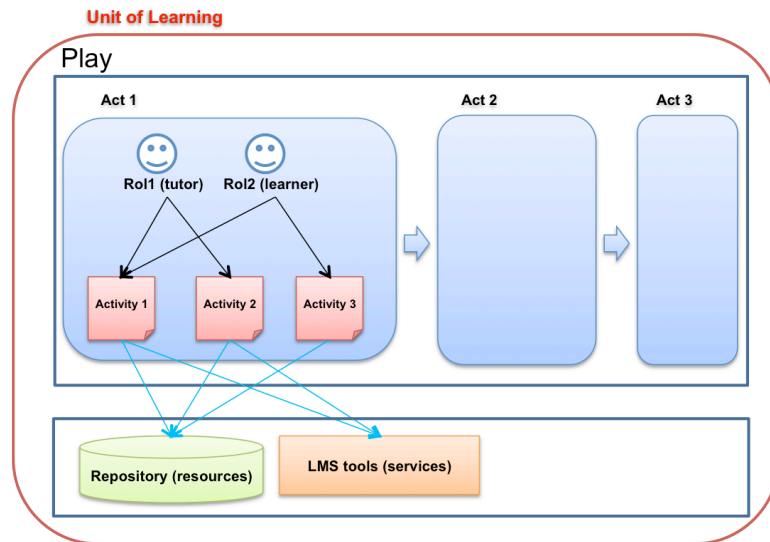 Unit of Learning
Play
Act 1
Act 2
Act 3
Rol1 (tutor)
Rol2 (learner)
Activity 1
Activity 2
Activity 3
Repository (resources)
LMS tools (services)